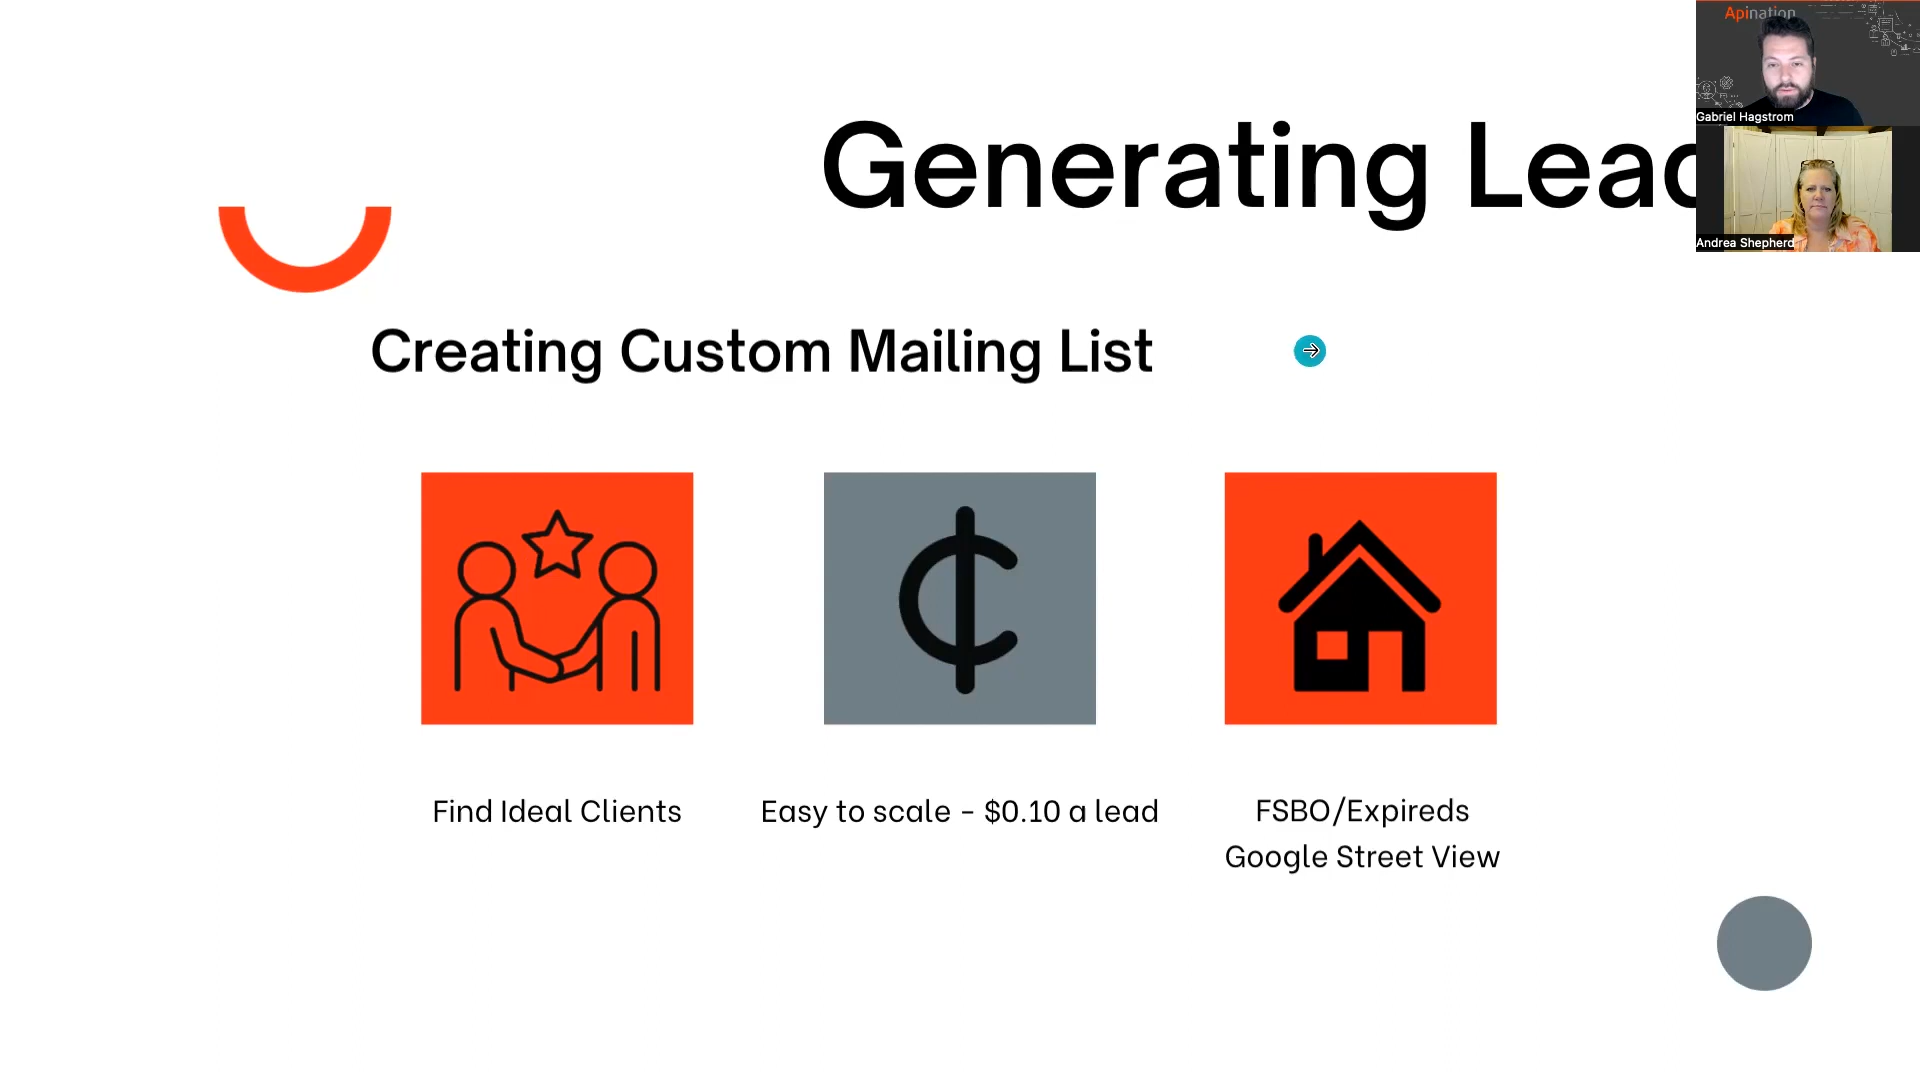 Apination
Gabriel Hagstrom
Generating Lead
Andrea Shepherd
Creating Custom Mailing List
Find Ideal Clients
Easy to scale - $0.10 a lead
FSBO/Expireds
Google Street View